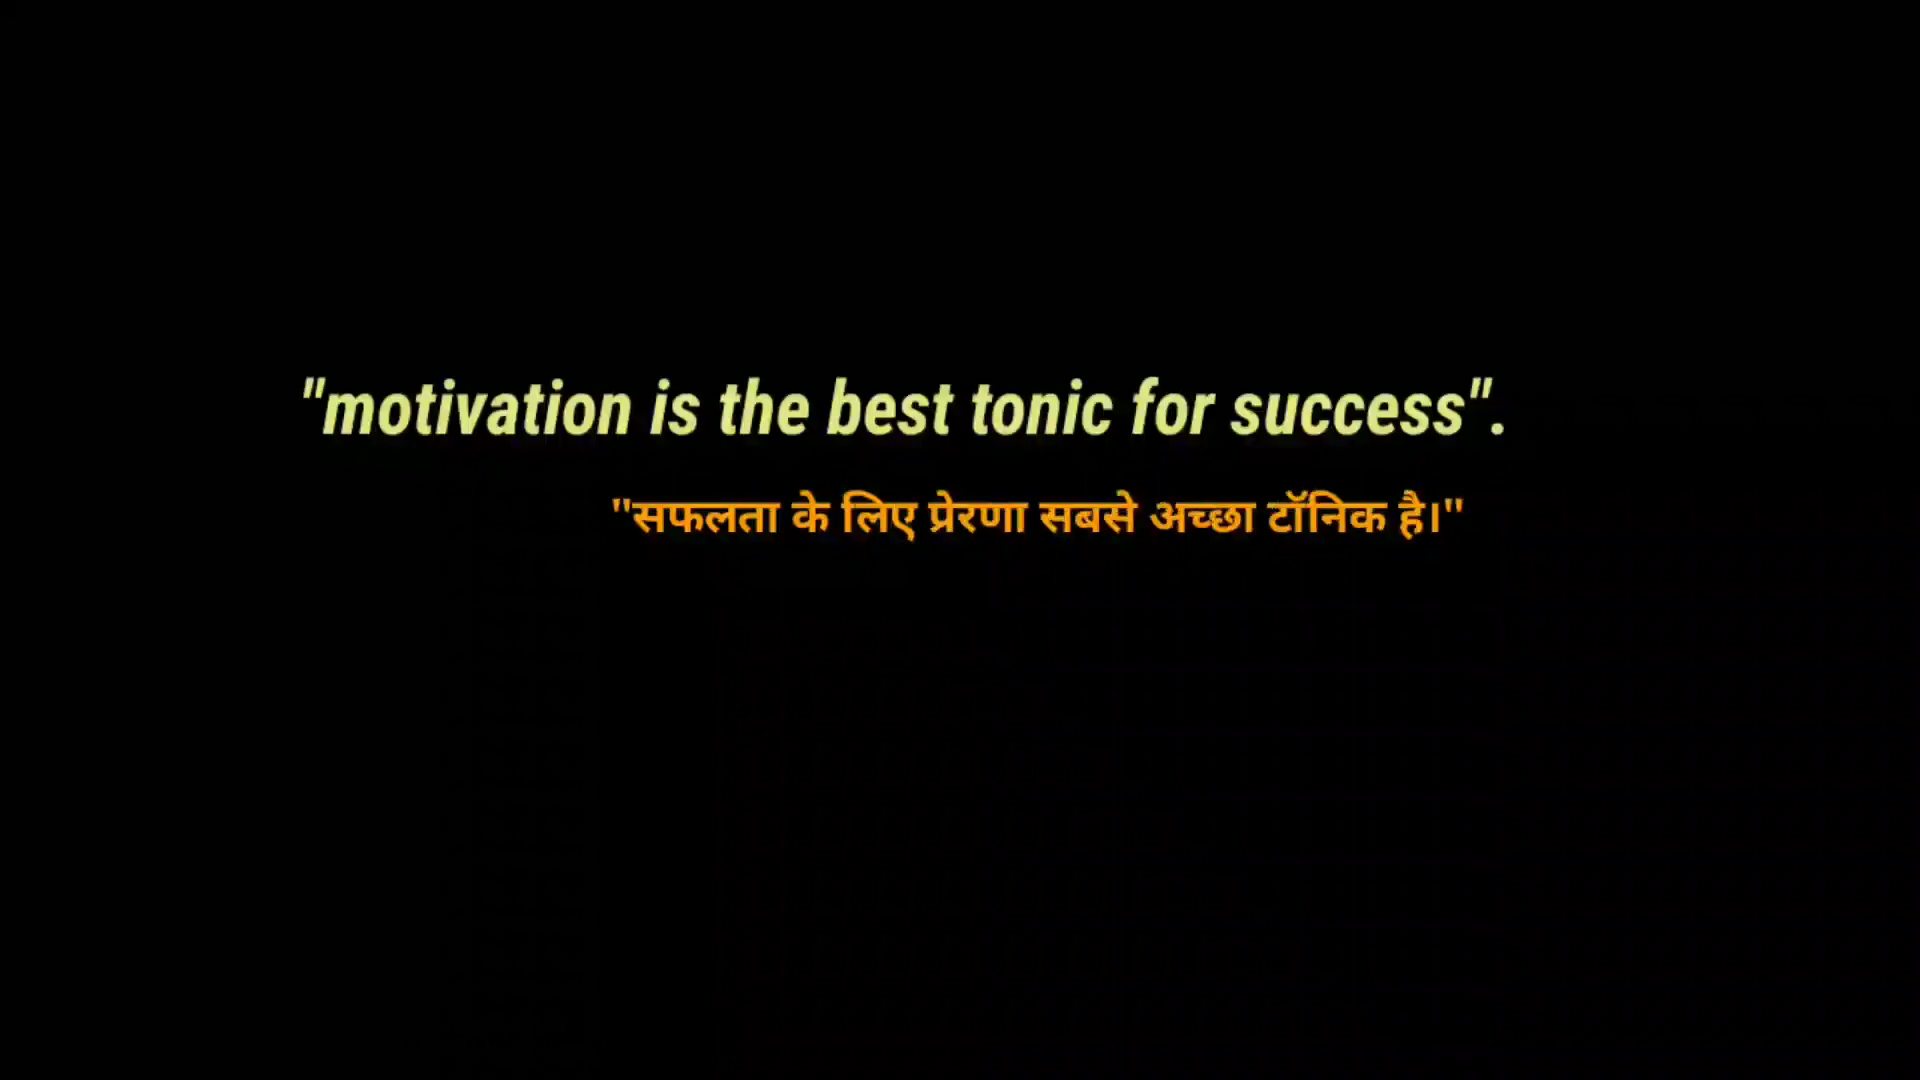 "motivation is the best tonic for success".
"सफलता के लिए प्रेरणा सबसे अच्छा टॉनिक है।"